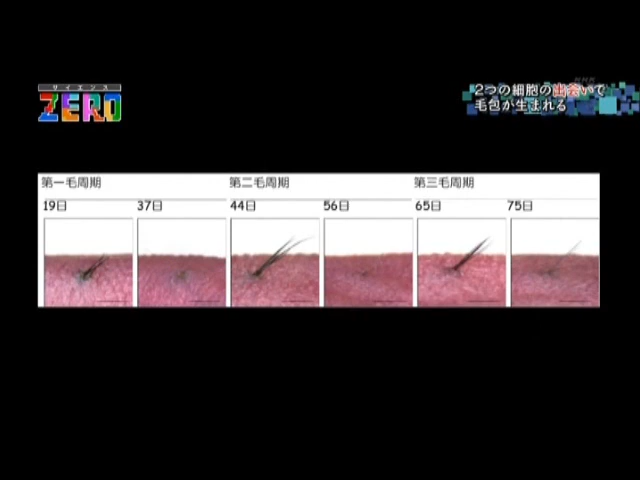 サイエンス
ZERO
NHK
2つの細胞の出会いで
毛包が生まれる
第一毛周期 第二毛周期 第三毛周期
19日 37日 44日 56日 65日 75日